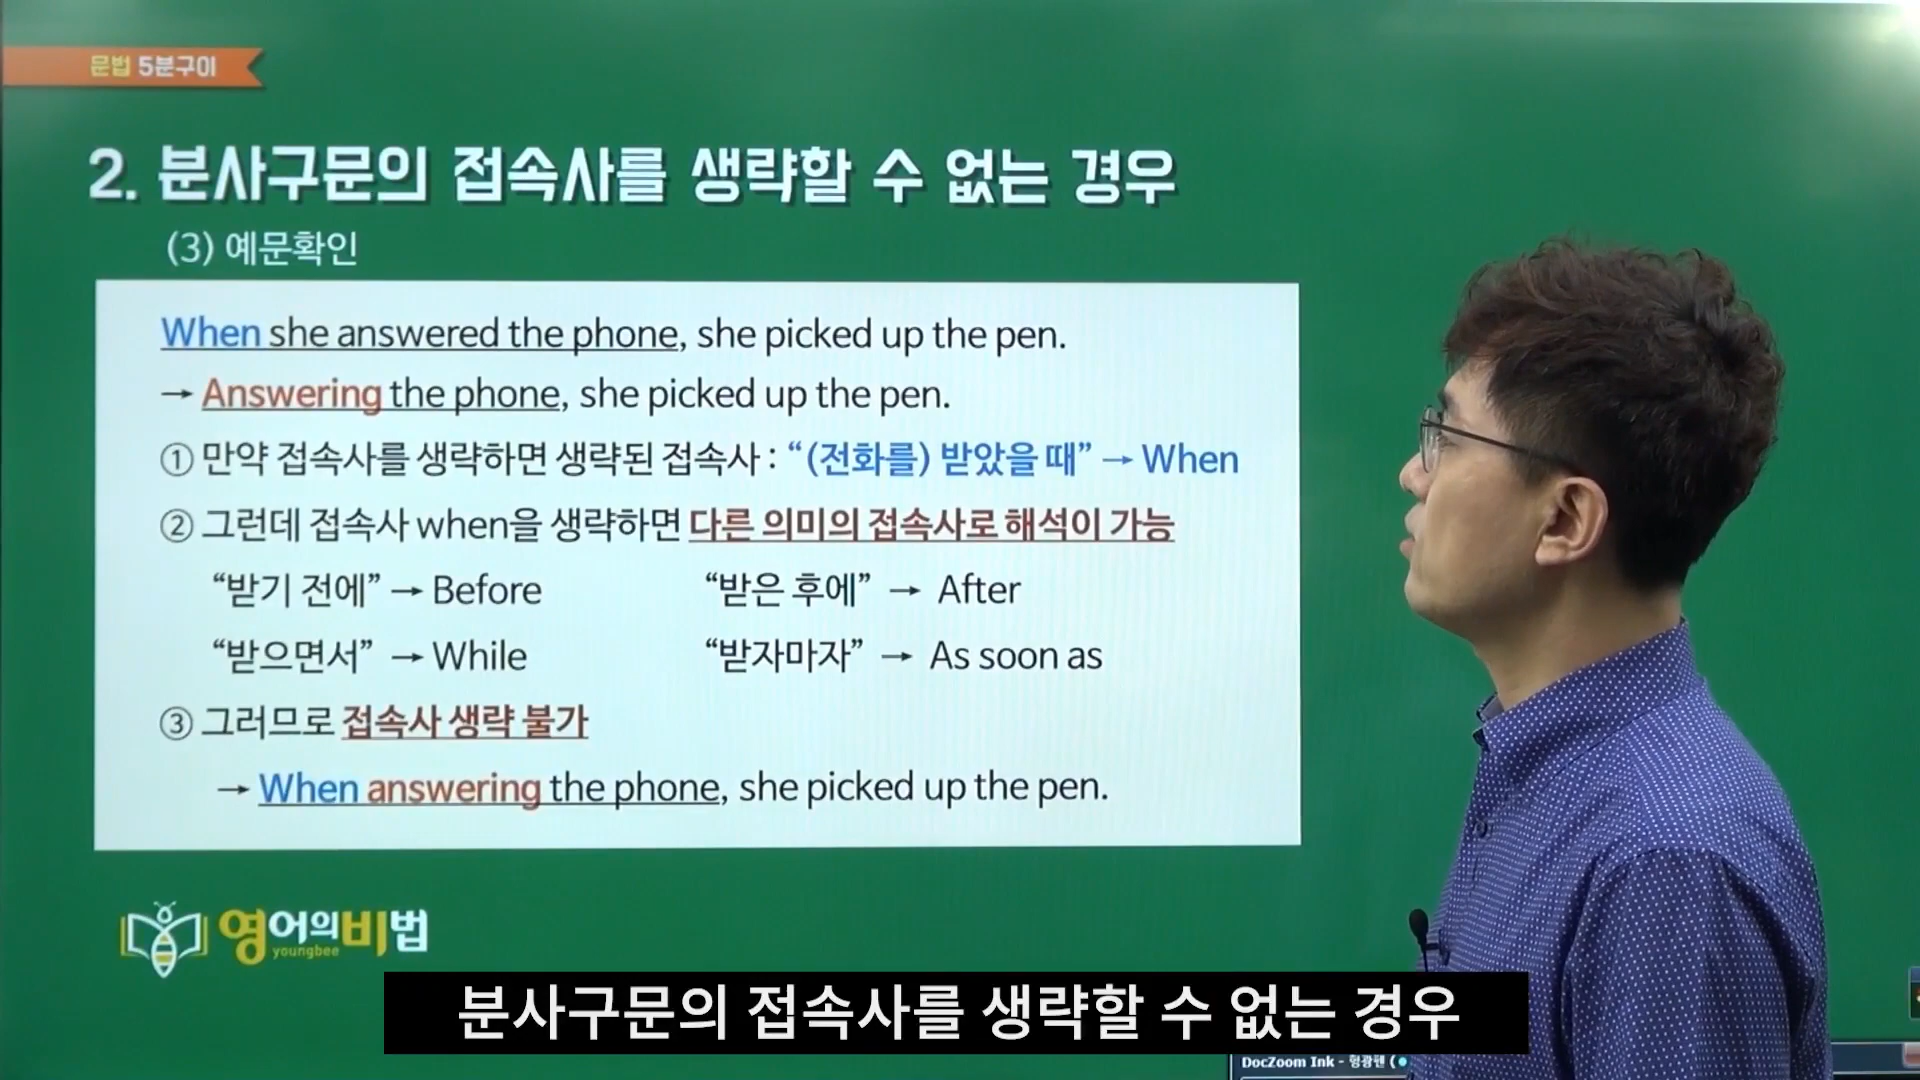 문법 5분구이
2. 분사구문의 접속사를 생략할 수 없는 경우
(3) 예문확인
When she answered the phone, she picked up the pen.
→ Answering the phone, she picked up the pen.
① 만약 접속사를 생략하면 생략된 접속사 : “(전화를) 받았을 때” → When
② 그런데 접속사 when을 생략하면 다른 의미의 접속사로 해석이 가능
“받기 전에” → Before “받은 후에” → After
“받으면서” → While “받자마자” → As soon as
③ 그러므로 접속사 생략 불가
→ When answering the phone, she picked up the pen.
영어의비법
youngbee
분사구문의 접속사를 생략할 수 없는 경우
DocZoom Ink - 형광펜 (